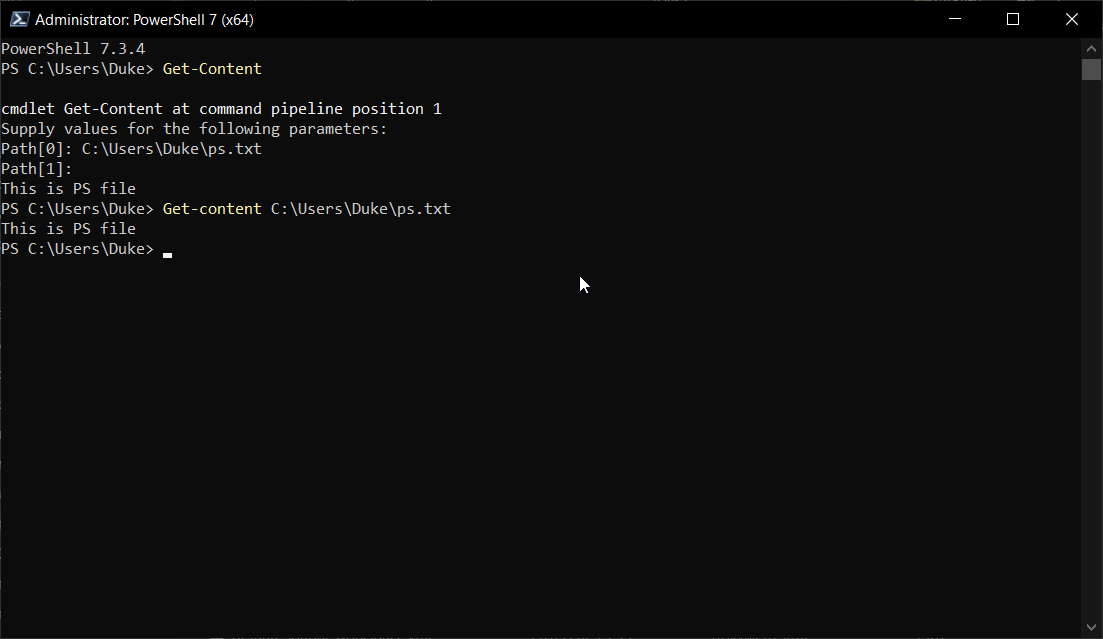 Administrator: PowerShell 7 (x64)
PowerShell 7.3.4
PS C:\Users\Duke> Get-Content
cmdlet Get-Content at command pipeline position 1
Supply values for the following parameters:
Path[0]: C:\Users\Duke\ps.txt
Path[1]:
This is PS file
PS C:\Users\Duke> Get-content C:\Users\Duke\ps.txt
This is PS file
PS C:\Users\Duke>